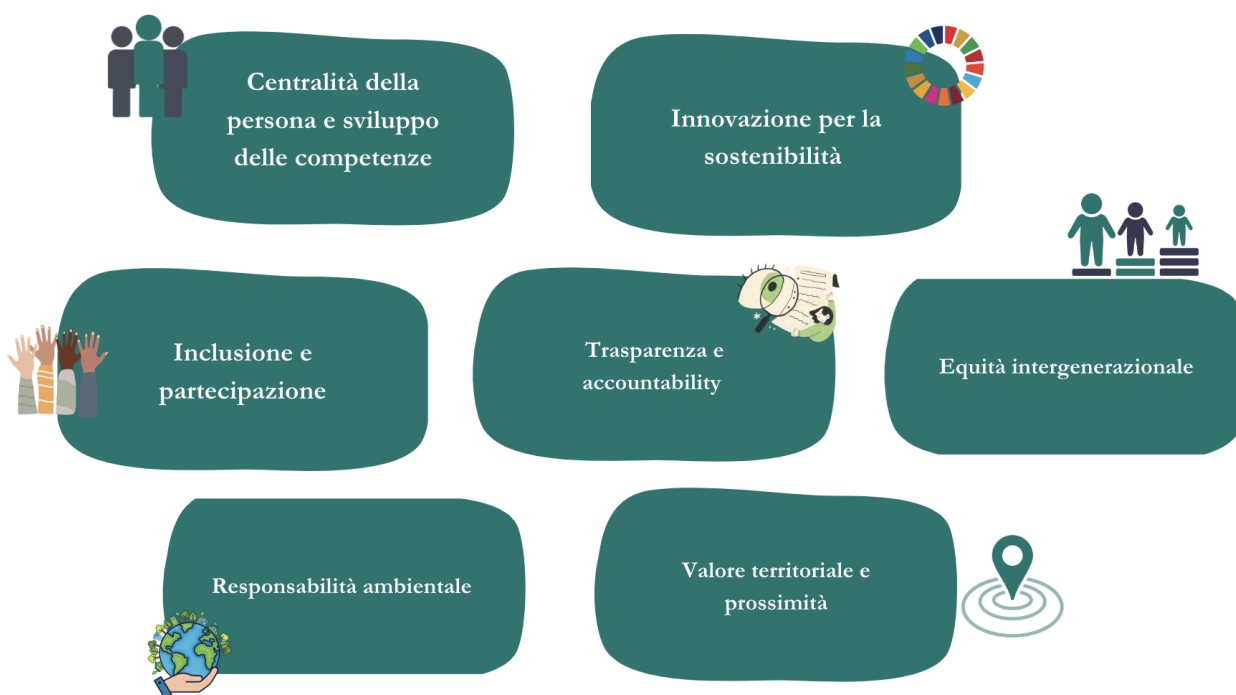 Centralità della
persona e sviluppo
delle competenze
Innovazione per la
sostenibilità
Inclusione e
partecipazione
Trasparenza e
accountability
Equità intergenerazionale
Responsabilità ambientale
Valore territoriale e
prossimità